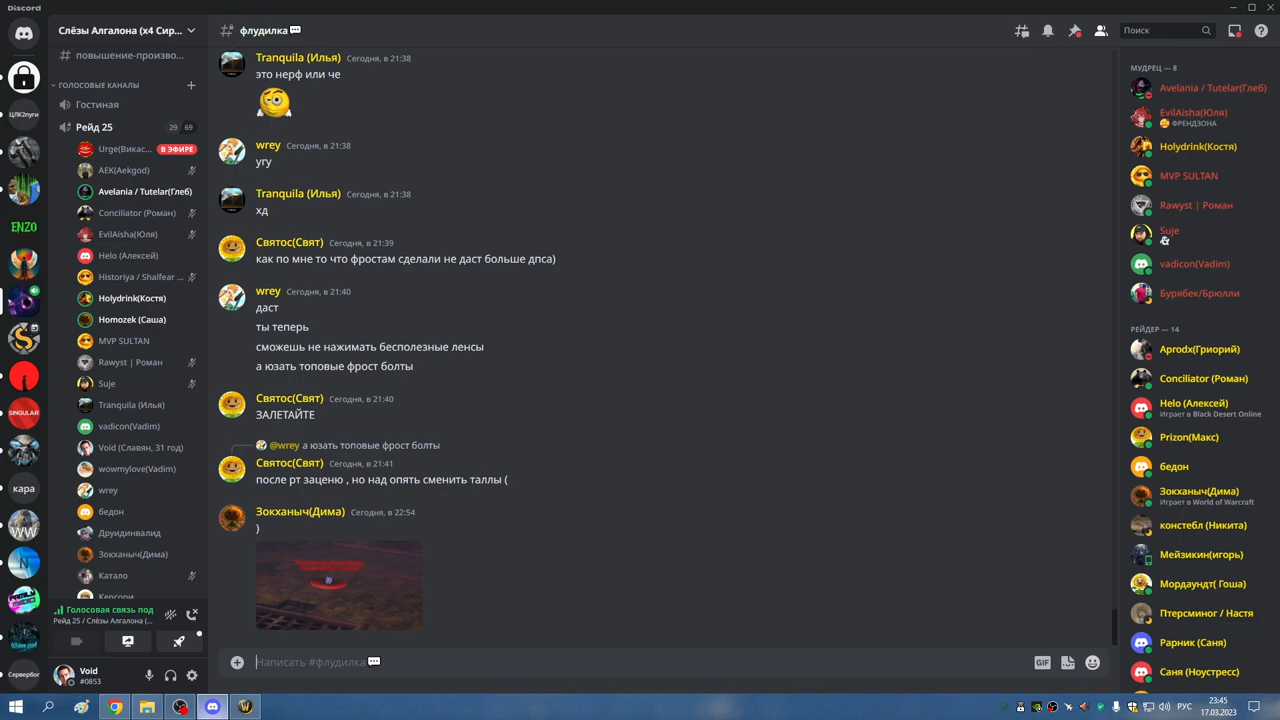 Discord
Слёзы Алгалона (x4 Сир...
повышение-произво...
ГОЛОСОВЫЕ КАНАЛЫ
Гостиная
Рейд 25
29 69
Urge(Викас...
В ЭФИРЕ
AEK(Aekgod)
Avelania / Tutelar(Глеб)
Conciliator (Роман)
EvilAisha(Юля)
Helo (Алексей)
Historiya / Shalfear ...
Holydrink(Костя)
Homozek (Саша)
MVP SULTAN
Rawyst | Роман
Suje
Tranquila (Илья)
vadicon(Vadim)
Void (Славян, 31 год)
wowmylove(Vadim)
wrey
бедон
Друидинвалид
Зокханыч(Дима)
Катало
Керсори
Голосовая связь под
Рейд 25 / Слёзы Алгалона (...
Void
#0853
ЦЛК2пуги
ENZO
SINGULAR
кара
WW
Сервербог
флудилка
Поиск
Tranquila (Илья) Сегодня, в 21:38
это нерф или че
wrey Сегодня, в 21:38
угу
Tranquila (Илья) Сегодня, в 21:38
хд
Святос(Свят) Сегодня, в 21:39
как по мне то что фростам сделали не даст больше дпса)
wrey Сегодня, в 21:40
даст
ты теперь
сможешь не нажимать бесполезные ленсы
а юзать топовые фрост болты
Святос(Свят) Сегодня, в 21:40
ЗАЛЕТАЙТЕ
@wrey а юзать топовые фрост болты
Святос(Свят) Сегодня, в 21:41
после рт заценю , но над опять сменить таллы (
Зокханыч(Дима) Сегодня, в 22:54
)
Написать #флудилка
GIF
МУДРЕЦ — 8
Avelania / Tutelar(Глеб)
EvilAisha(Юля)
ФРЕНДЗОНА
Holydrink(Костя)
MVP SULTAN
Rawyst | Роман
Suje
vadicon(Vadim)
Бурябек/Брюлли
РЕЙДЕР — 14
Aprodx(Гриорий)
Conciliator (Роман)
Helo (Алексей)
Играет в Black Desert Online
Prizon(Макс)
бедон
Зокханыч(Дима)
Играет в World of Warcraft
констебл (Никита)
Мейзикин(игорь)
Мордаундт( Гоша)
Птерсминог / Настя
Рарник (Саня)
Саня (Ноустресс)
РУС
23:45
17.03.2023